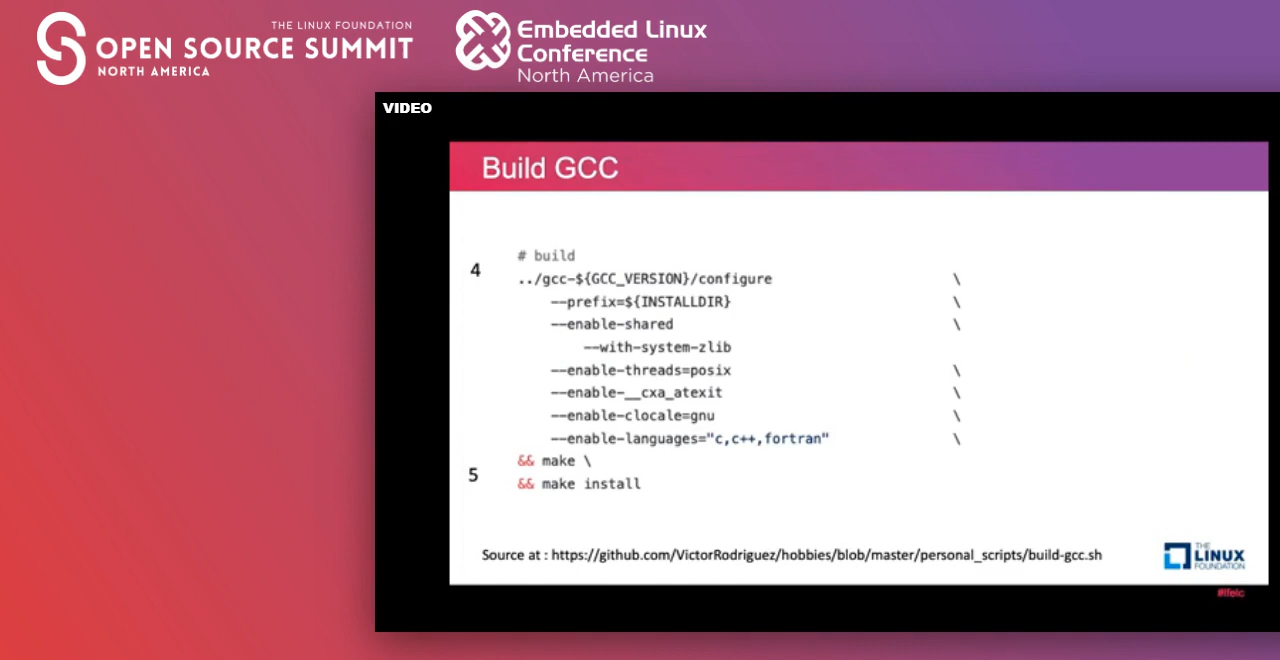 THE LINUX FOUNDATION
OPEN SOURCE SUMMIT
NORTH AMERICA
Embedded Linux
Conference
North America
VIDEO
Build GCC
# build
4
../gcc-${GCC_VERSION}/configure \
--prefix=${INSTALLDIR} \
--enable-shared \
--with-system-zlib
--enable-threads=posix \
--enable-__cxa_atexit \
--enable-clocale=gnu \
--enable-languages="c,c++,fortran" \
&& make \
5
&& make install
Source at : https://github.com/VictorRodriguez/hobbies/blob/master/personal_scripts/build-gcc.sh
THE
LINUX
FOUNDATION
#lfelc